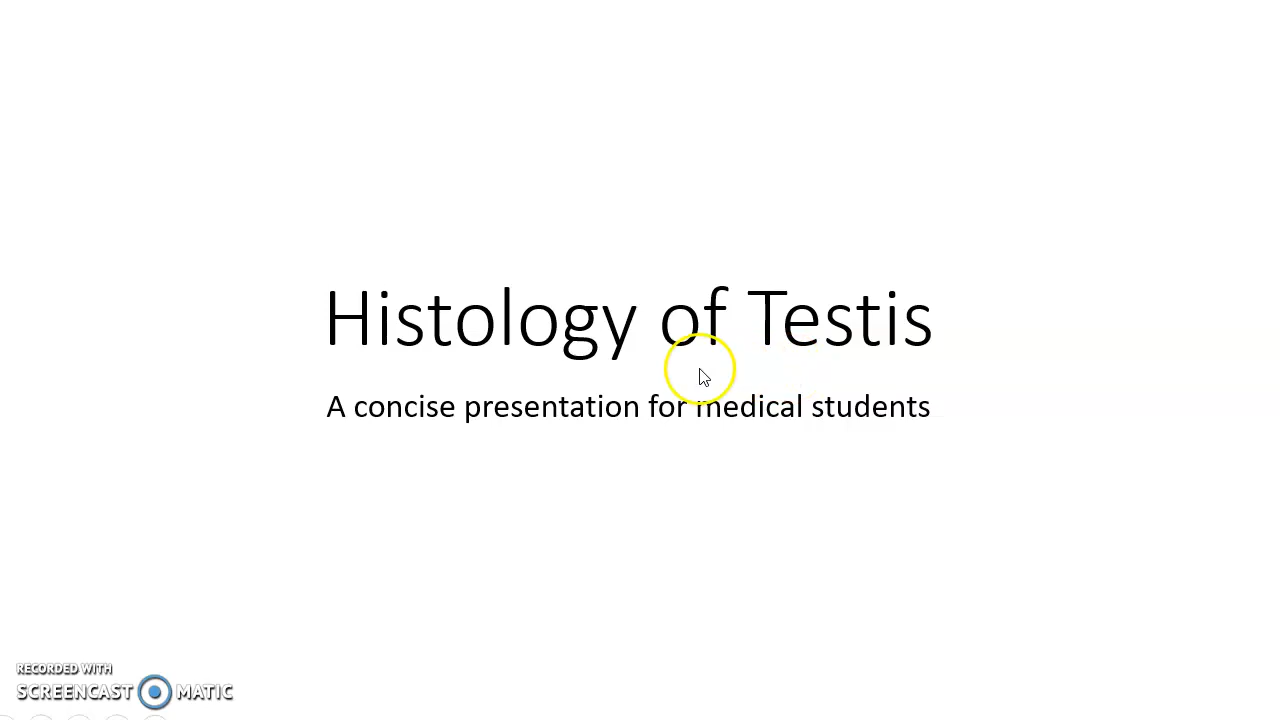 Histology of Testis
A concise presentation for medical students
RECORDED WITH
SCREENCAST MATIC